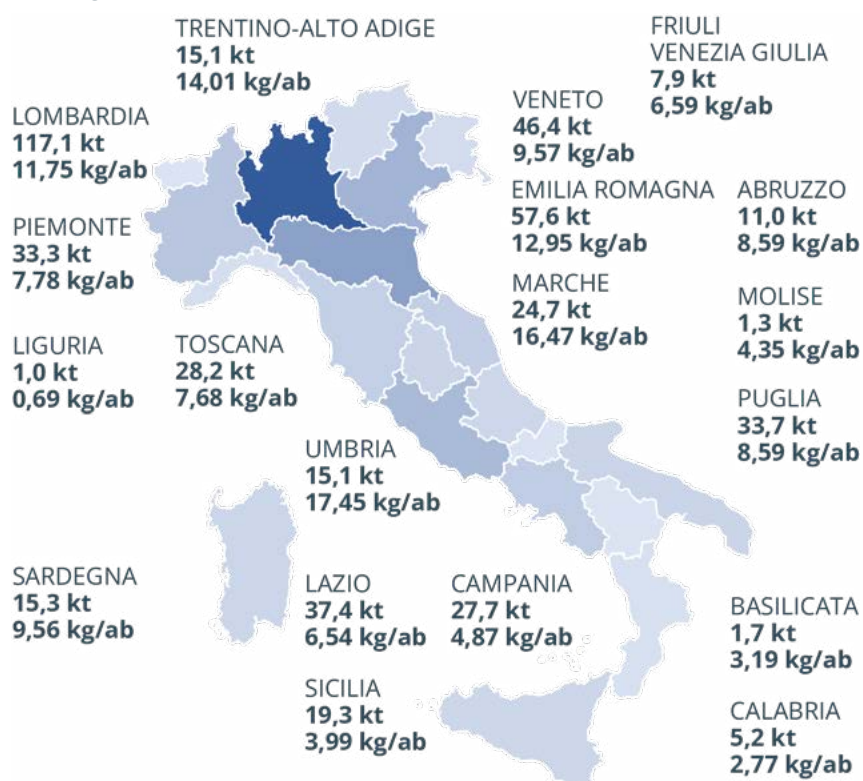 TRENTINO-ALTO ADIGE
15,1 kt
14,01 kg/ab
FRIULI
VENEZIA GIULIA
7,9 kt
6,59 kg/ab
LOMBARDIA
117,1 kt
11,75 kg/ab
VENETO
46,4 kt
9,57 kg/ab
PIEMONTE
33,3 kt
7,78 kg/ab
EMILIA ROMAGNA
57,6 kt
12,95 kg/ab
ABRUZZO
11,0 kt
8,59 kg/ab
MARCHE
24,7 kt
16,47 kg/ab
MOLISE
1,3 kt
4,35 kg/ab
LIGURIA
1,0 kt
0,69 kg/ab
TOSCANA
28,2 kt
7,68 kg/ab
PUGLIA
33,7 kt
8,59 kg/ab
UMBRIA
15,1 kt
17,45 kg/ab
SARDEGNA
15,3 kt
9,56 kg/ab
LAZIO
37,4 kt
6,54 kg/ab
CAMPANIA
27,7 kt
4,87 kg/ab
BASILICATA
1,7 kt
3,19 kg/ab
SICILIA
19,3 kt
3,99 kg/ab
CALABRIA
5,2 kt
2,77 kg/ab